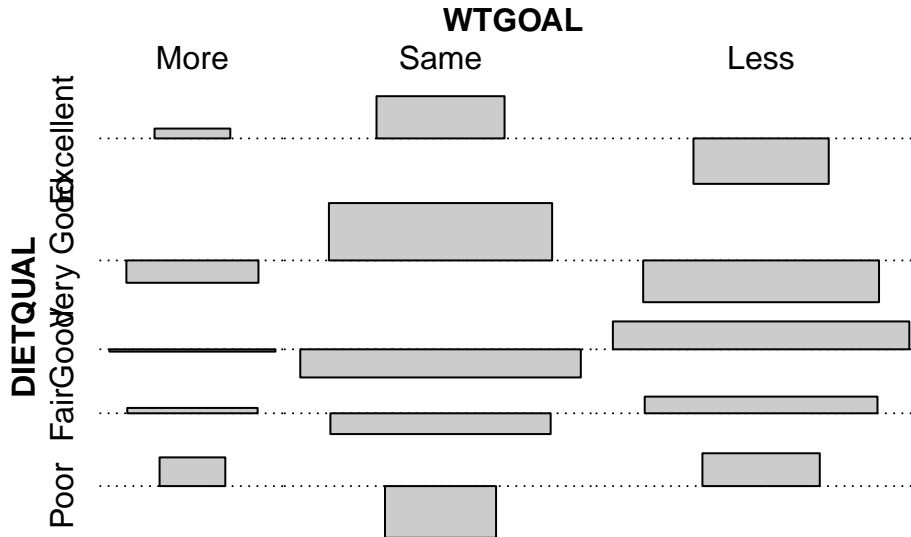 WTGOAL
More Same Less
DIETQUAL
Excellent
Very Good
Good
Fair
Poor